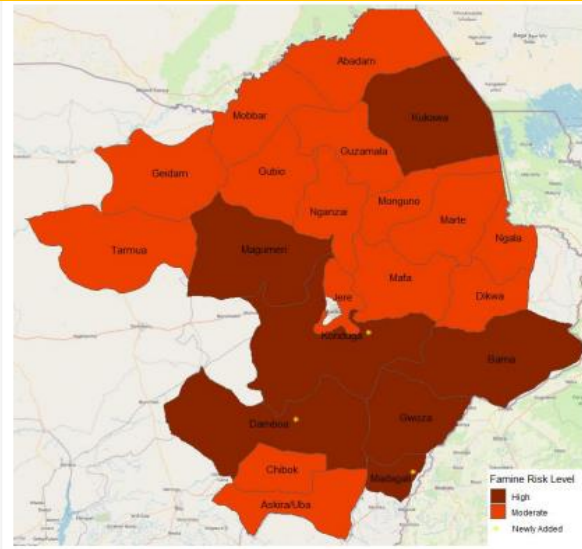 Abadam
Kukawa
Mobbar
Guzamala
Geidam
Gubio
Nganzai
Monguno
Marte
Ngala
Tarmua
Magumeri
Mafa
Jere
Dikwa
Konduga
Bama
Damboa
Gwoza
Chibok
Madagali
Askira/Uba
Famine Risk Level
High
Moderate
Newly Added